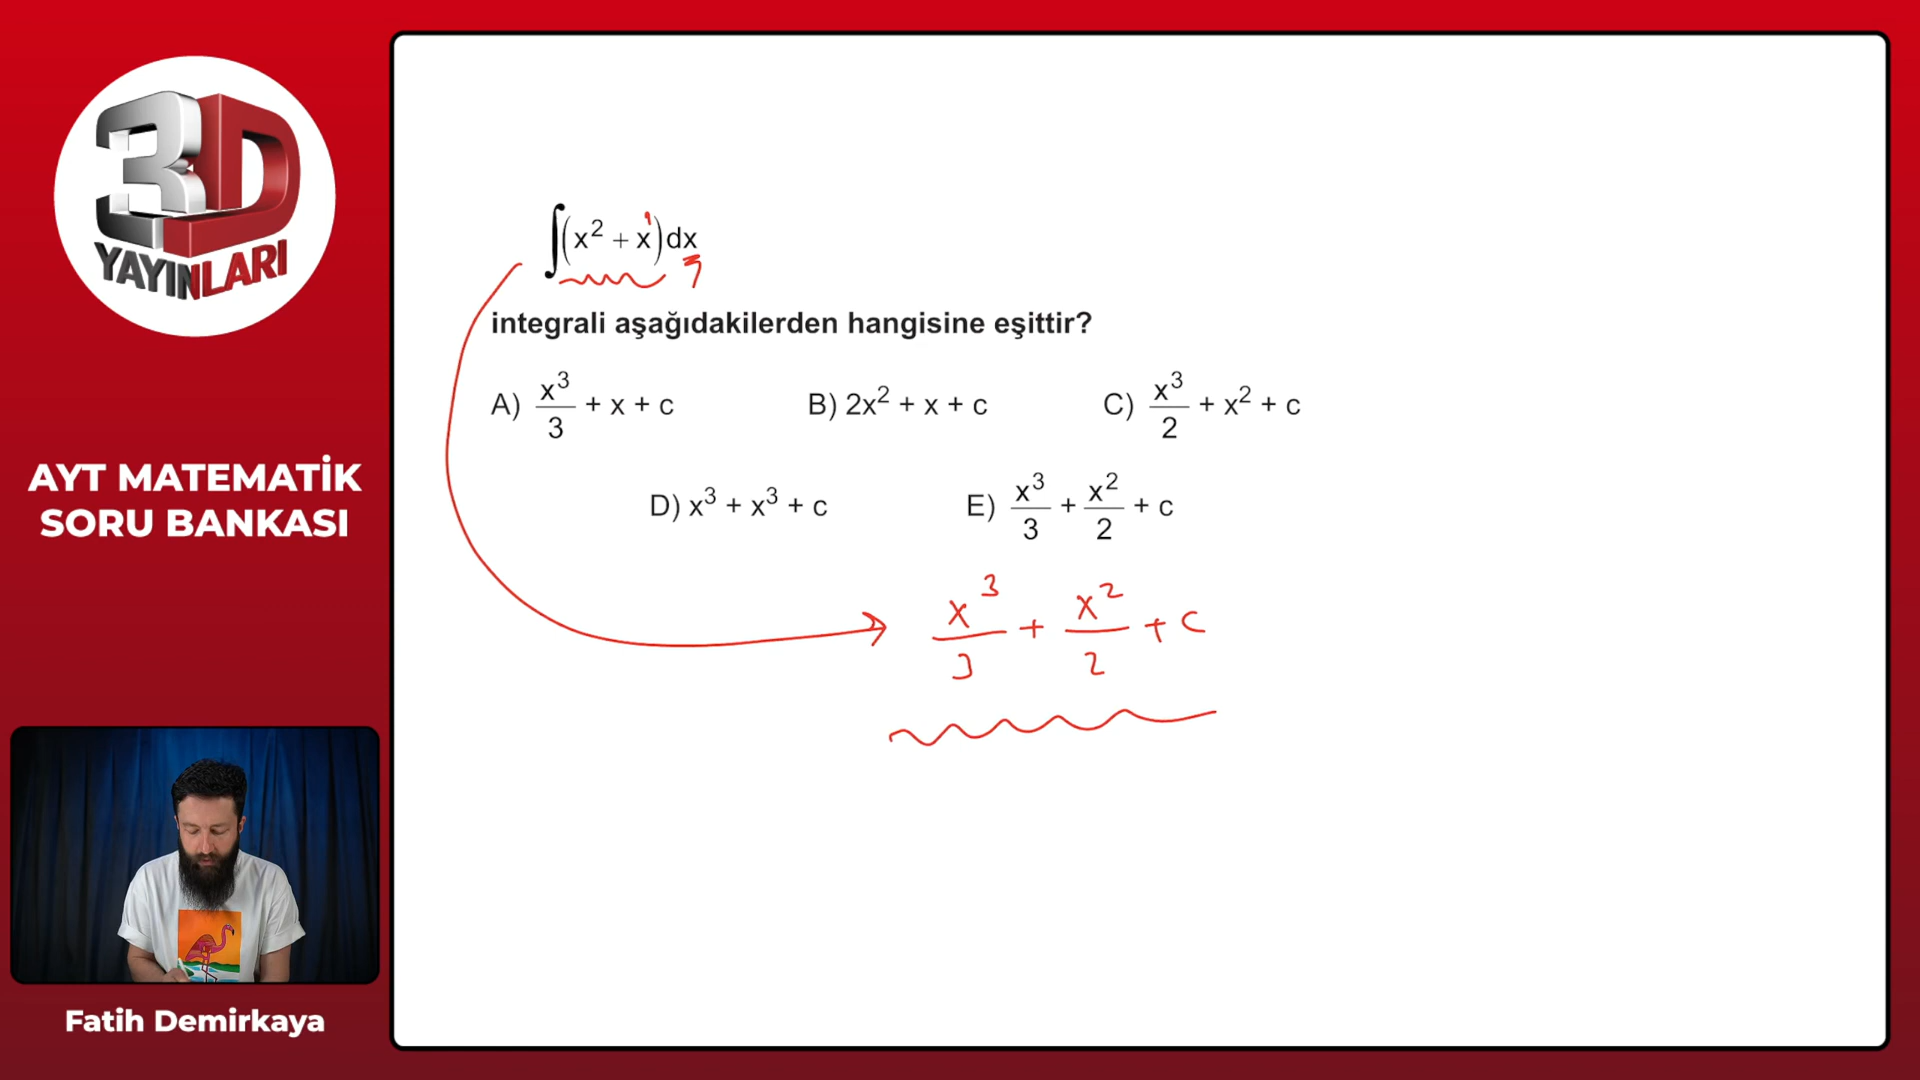 3D
YAYINLARI
AYT MATEMATİK
SORU BANKASI
Fatih Demirkaya
∫(x² + x¹)dx
integrali aşağıdakilerden hangisine eşittir?
A) x³/3 + x + c B) 2x² + x + c C) x³/2 + x² + c
D) x³ + x³ + c E) x³/3 + x²/2 + c
x³/3 + x²/2 + c